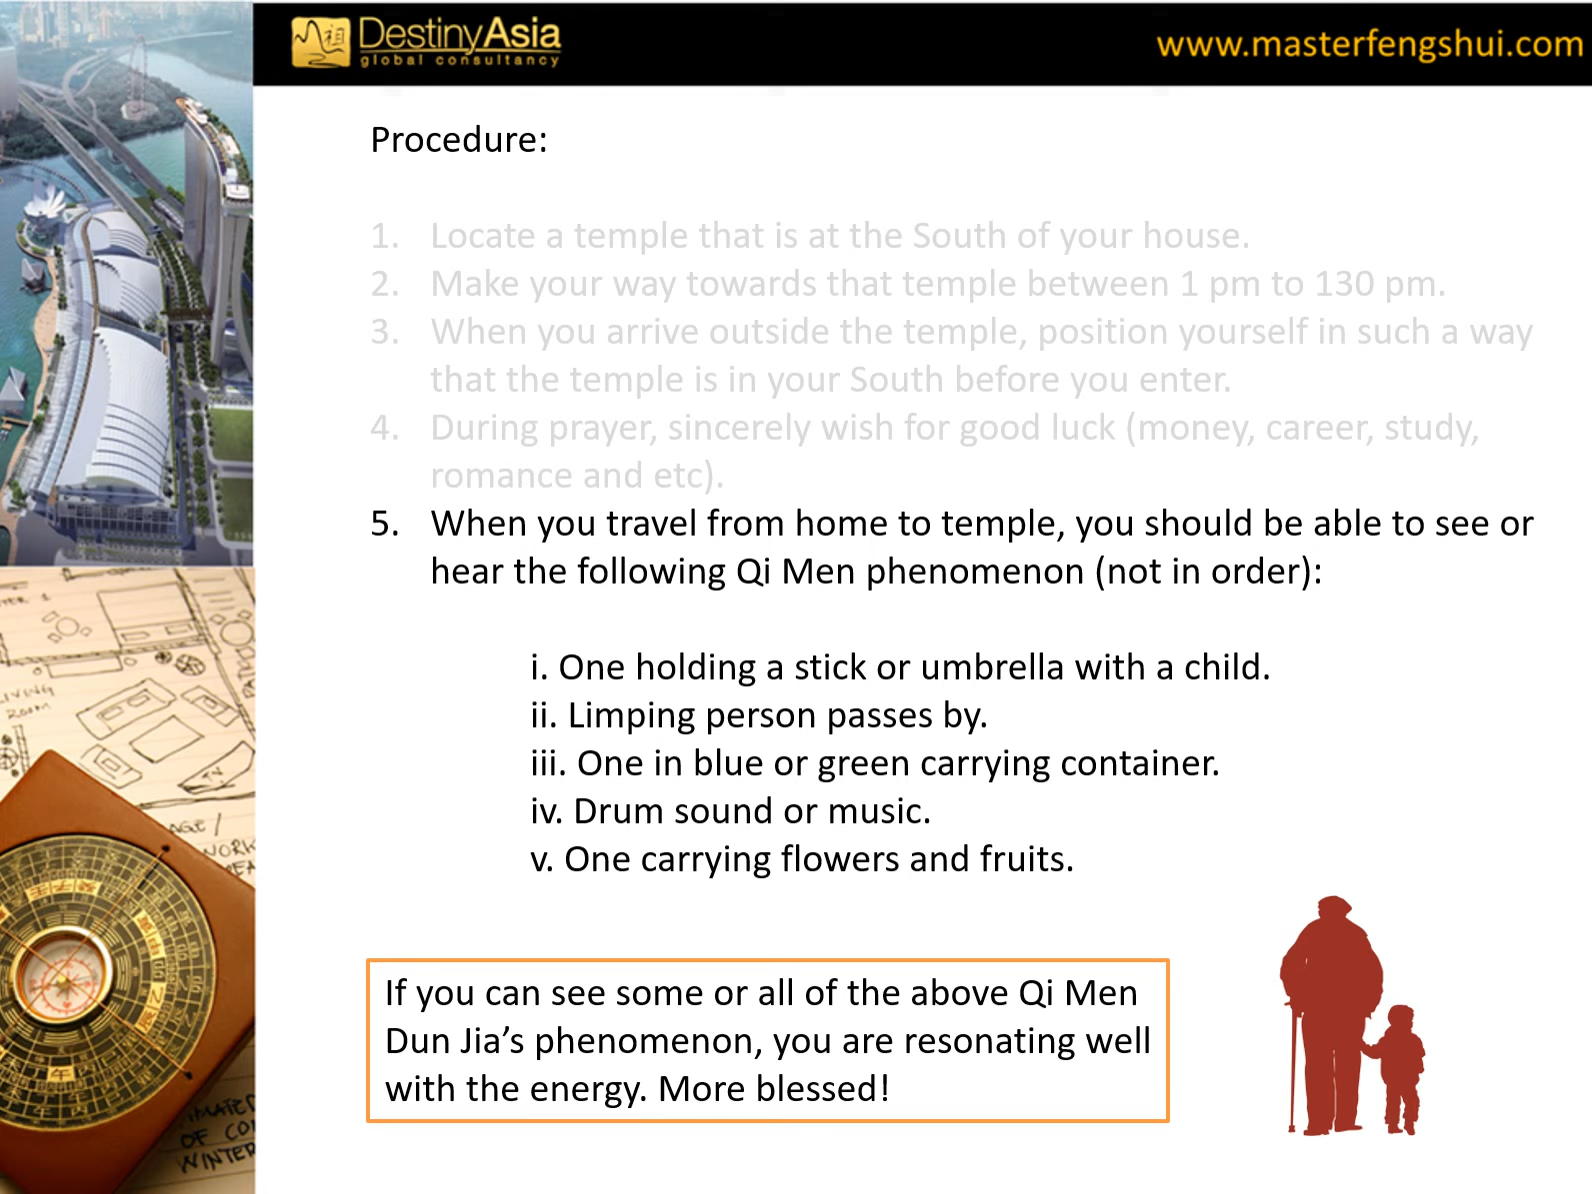 DestinyAsia
global consultancy
www.masterfengshui.com
Procedure:
1. Locate a temple that is at the South of your house.
2. Make your way towards that temple between 1 pm to 130 pm.
3. When you arrive outside the temple, position yourself in such a way
that the temple is in your South before you enter.
4. During prayer, sincerely wish for good luck (money, career, study,
romance and etc).
5. When you travel from home to temple, you should be able to see or
hear the following Qi Men phenomenon (not in order):
i. One holding a stick or umbrella with a child.
ii. Limping person passes by.
iii. One in blue or green carrying container.
iv. Drum sound or music.
v. One carrying flowers and fruits.
If you can see some or all of the above Qi Men
Dun Jia’s phenomenon, you are resonating well
with the energy. More blessed!
LIVING
ROOM
TV
WORK
OF
WINTER